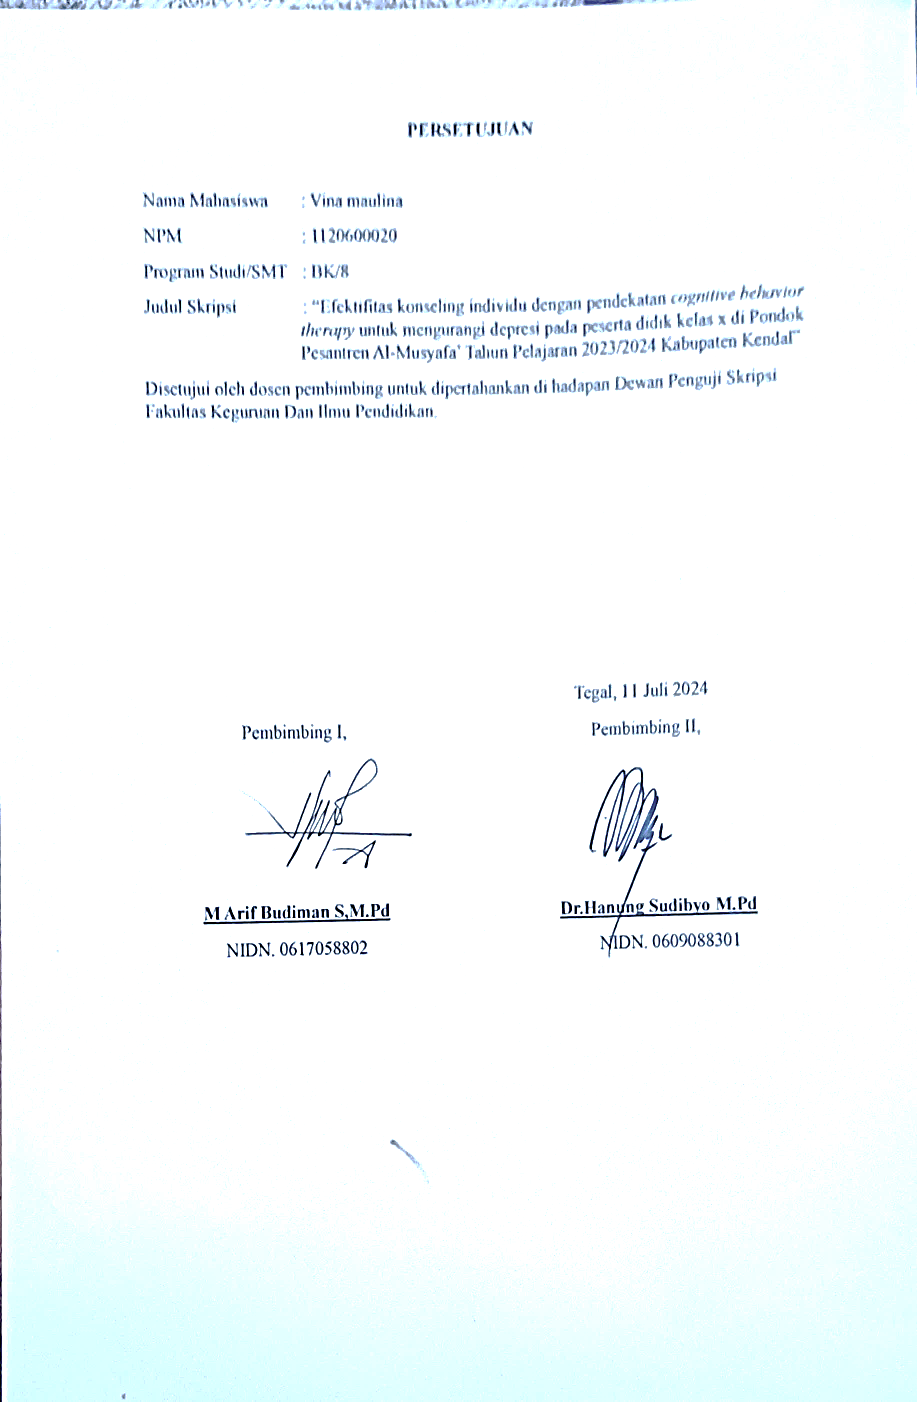 PERSETUJUAN
Nama Mahasiswa : Vina maulina
NPM : 1120600020
Program Studi/SMT : BK/8
Judul Skripsi : “Efektifitas konseling individu dengan pendekatan cognitive behavior
therapy untuk mengurangi depresi pada peserta didik kelas x di Pondok
Pesantren Al-Musyafa' Tahun Pelajaran 2023/2024 Kabupaten Kendal”
Disetujui oleh dosen pembimbing untuk dipertahankan di hadapan Dewan Penguji Skripsi
Fakultas Keguruan Dan Ilmu Pendidikan.
Tegal, 11 Juli 2024
Pembimbing I, Pembimbing II,
M Arif Budiman S,M.Pd Dr.Hanung Sudibyo M.Pd
NIDN. 0617058802 NIDN. 0609088301